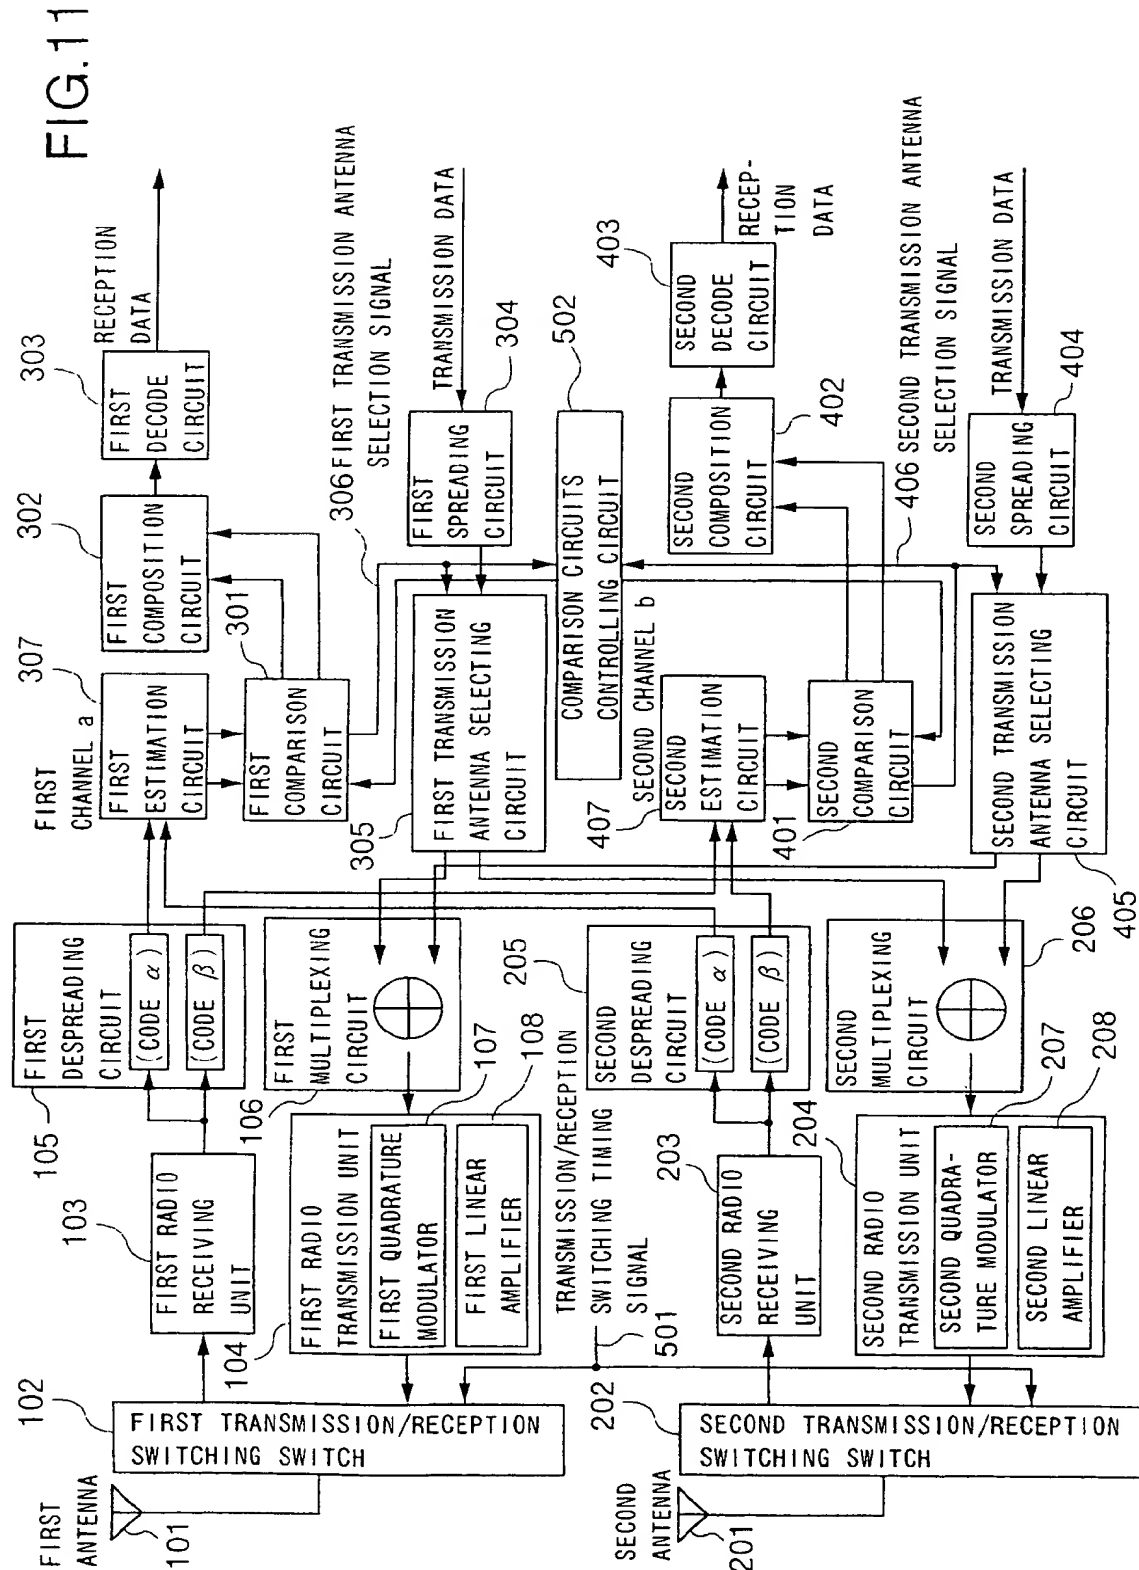 FIG.11
FIRST
ANTENNA
101
102
FIRST TRANSMISSION/RECEPTION
SWITCHING SWITCH
103
FIRST RADIO
RECEIVING
UNIT
104
FIRST RADIO
TRANSMISSION UNIT
FIRST QUADRATURE
MODULATOR
FIRST LINEAR
AMPLIFIER
105
FIRST
DESPREADING
CIRCUIT
(CODE α)
(CODE β)
106
FIRST
MULTIPLEXING
CIRCUIT
107
108
FIRST
CHANNEL a
307
FIRST
ESTIMATION
CIRCUIT
301
FIRST
COMPARISON
CIRCUIT
302
FIRST
COMPOSITION
CIRCUIT
303
FIRST
DECODE
CIRCUIT
RECEPTION
DATA
306 FIRST TRANSMISSION ANTENNA
SELECTION SIGNAL
TRANSMISSION DATA
304
FIRST
SPREADING
CIRCUIT
305
FIRST TRANSMISSION
ANTENNA SELECTING
CIRCUIT
502
COMPARISON CIRCUITS
CONTROLLING CIRCUIT
TRANSMISSION/RECEPTION
SWITCHING TIMING
SIGNAL
501
SECOND
ANTENNA
201
202
SECOND TRANSMISSION/RECEPTION
SWITCHING SWITCH
203
SECOND RADIO
RECEIVING
UNIT
204
SECOND RADIO
TRANSMISSION UNIT
SECOND QUADRA-
TURE MODULATOR
SECOND LINEAR
AMPLIFIER
205
SECOND
DESPREADING
CIRCUIT
(CODE α)
(CODE β)
206
SECOND
MULTIPLEXING
CIRCUIT
207
208
SECOND CHANNEL b
407
SECOND
ESTIMATION
CIRCUIT
401
SECOND
COMPARISON
CIRCUIT
402
SECOND
COMPOSITION
CIRCUIT
403
SECOND
DECODE
CIRCUIT
RECEP-
TION
DATA
406 SECOND TRANSMISSION ANTENNA
SELECTION SIGNAL
TRANSMISSION DATA
404
SECOND
SPREADING
CIRCUIT
405
SECOND TRANSMISSION
ANTENNA SELECTING
CIRCUIT